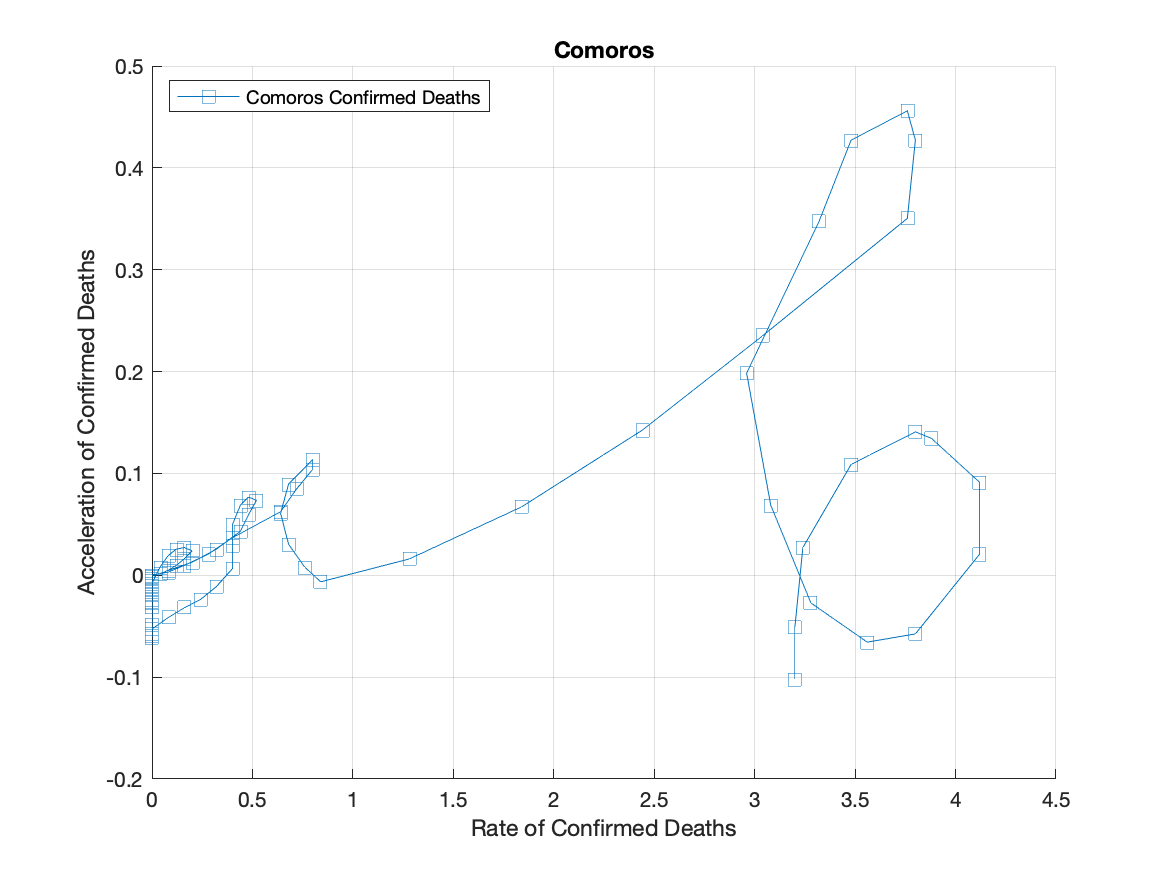 Comoros
Comoros Confirmed Deaths
Acceleration of Confirmed Deaths
0.5
0.4
0.3
0.2
0.1
0
-0.1
-0.2
0 0.5 1 1.5 2 2.5 3 3.5 4 4.5
Rate of Confirmed Deaths